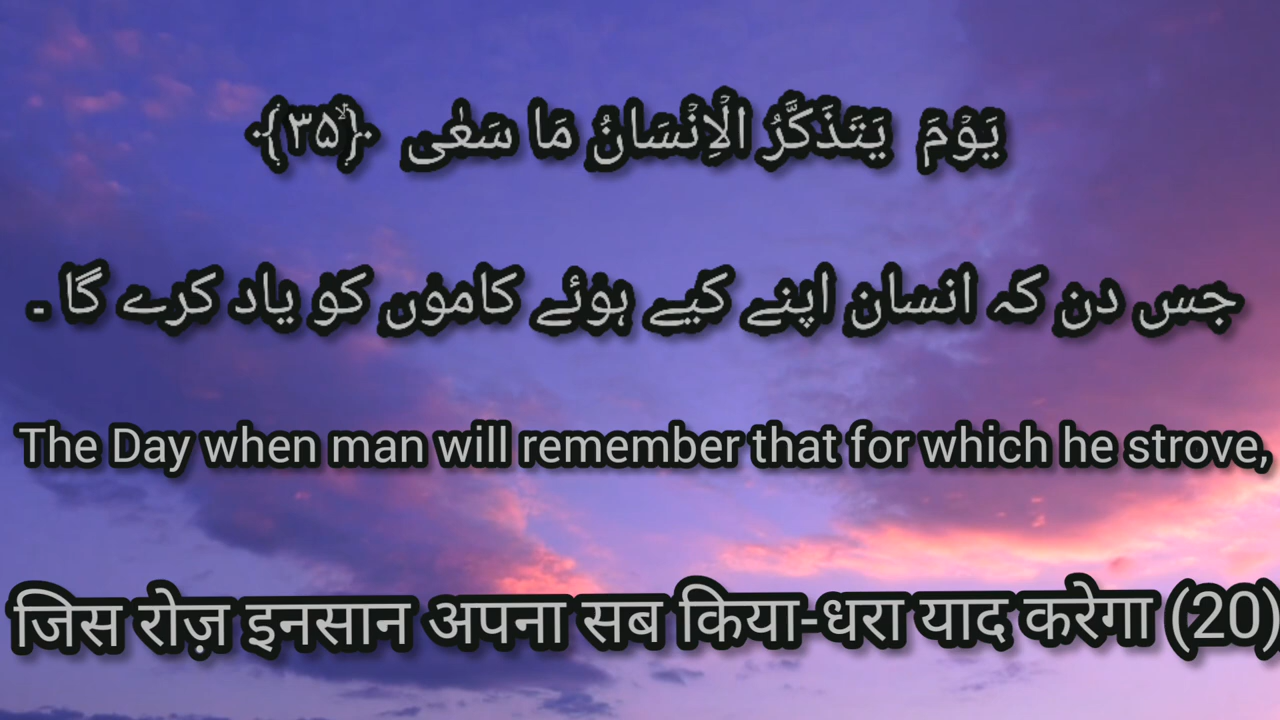 یَوْمَ یَتَذَكَّرُ الْاِنْسَانُ مَا سَعٰی ﴿ۙ۳۵﴾
جس دن کہ انسان اپنے کیے ہوئے کاموں کو یاد کرے گا ۔
The Day when man will remember that for which he strove,
जिस रोज़ इनसान अपना सब किया-धरा याद करेगा (20)